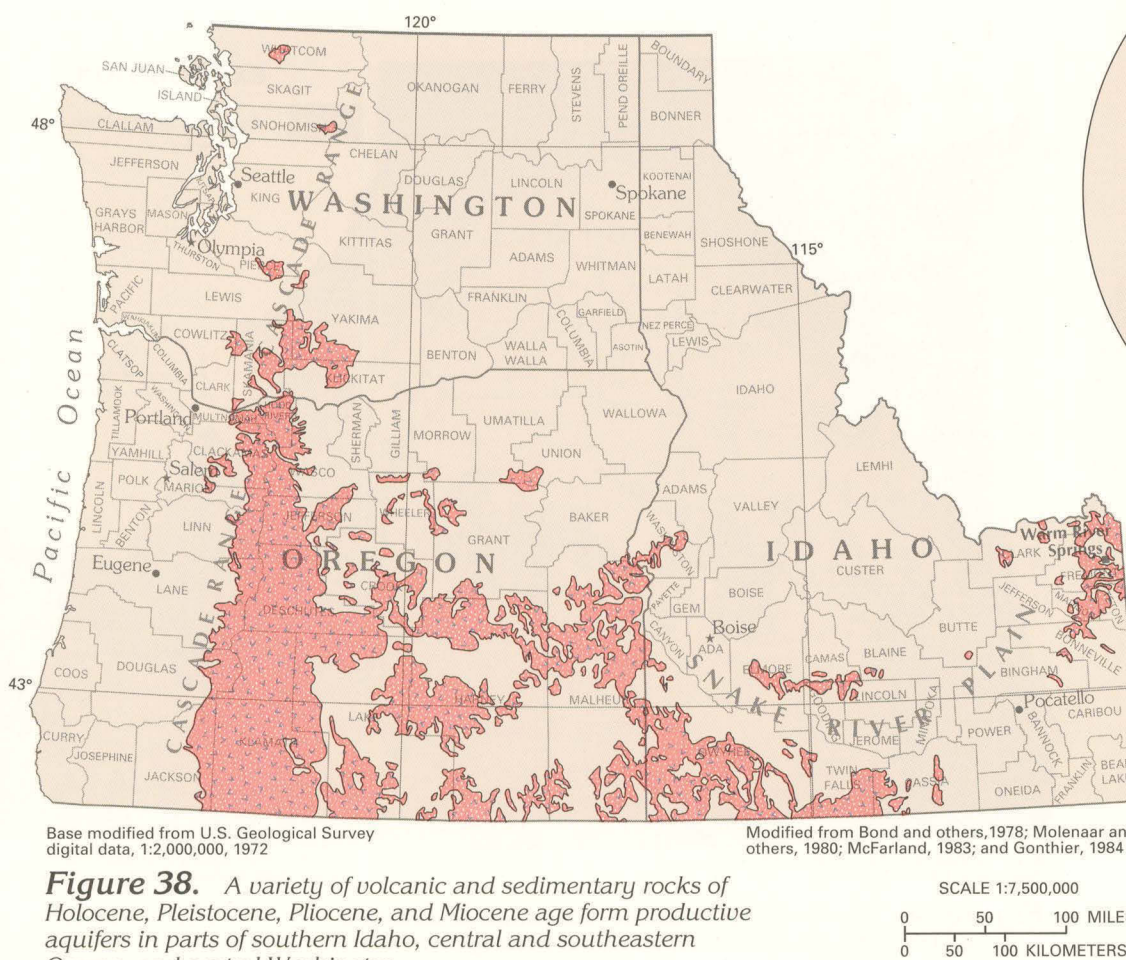 120°
WHATCOM
BOUNDARY
SAN JUAN
SKAGIT
OKANOGAN
FERRY
STEVENS
PEND OREILLE
ISLAND
BONNER
48°
CLALLAM
SNOHOMISH
CHELAN
JEFFERSON
CASCADE RANGE
Seattle
KING
DOUGLAS
LINCOLN
Spokane
SPOKANE
KOOTENAI
WASHINGTON
GRAYS
HARBOR
MASON
GRANT
BENEWAH
SHOSHONE
115°
Olympia
THURSTON
KITTITAS
ADAMS
WHITMAN
LATAH
CLEARWATER
PACIFIC
LEWIS
YAKIMA
FRANKLIN
GARFIELD
COLUMBIA
ASOTIN
NEZ PERCE
LEWIS
COWLITZ
SKAMANIA
BENTON
WALLA
WALLA
CLATSOP
COLUMBIA
CLARK
KLICKITAT
IDAHO
Pacific Ocean
TILLAMOOK
WASHINGTON
Portland
MULTNOMAH
HOOD
RIVER
SHERMAN
GILLIAM
MORROW
UMATILLA
WALLOWA
UNION
YAMHILL
CLACKAMAS
Salem
POLK
MARION
WASCO
LEMHI
LINCOLN
BENTON
LINN
JEFFERSON
WHEELER
GRANT
BAKER
ADAMS
VALLEY
WASHINGTON
OREGON
IDAHO
CUSTER
Eugene
LANE
CROOK
DESCHUTES
PAYETTE
GEM
BOISE
CLARK
Warm River
Springs
FREMONT
JEFFERSON
MADISON
TETON
BUTTE
CANYON
ADA
Boise
CASCADE RANGE
COOS
DOUGLAS
43°
LAKE
HARNEY
MALHEUR
ELMORE
CAMAS
BLAINE
BINGHAM
BONNEVILLE
SNAKE RIVER PLAIN
GOODING
LINCOLN
MINIDOKA
Pocatello
CARIBOU
CURRY
JOSEPHINE
JACKSON
KLAMATH
OWYHEE
JEROME
POWER
BANNOCK
TWIN
FALLS
CASSIA
ONEIDA
FRANKLIN
BEAR
LAKE
Base modified from U.S. Geological Survey
digital data, 1:2,000,000, 1972
Modified from Bond and others,1978; Molenaar an
others, 1980; McFarland, 1983; and Gonthier, 1984
Figure 38. A variety of volcanic and sedimentary rocks of
Holocene, Pleistocene, Pliocene, and Miocene age form productive
aquifers in parts of southern Idaho, central and southeastern
SCALE 1:7,500,000
0 50 100 MILE
0 50 100 KILOMETERS